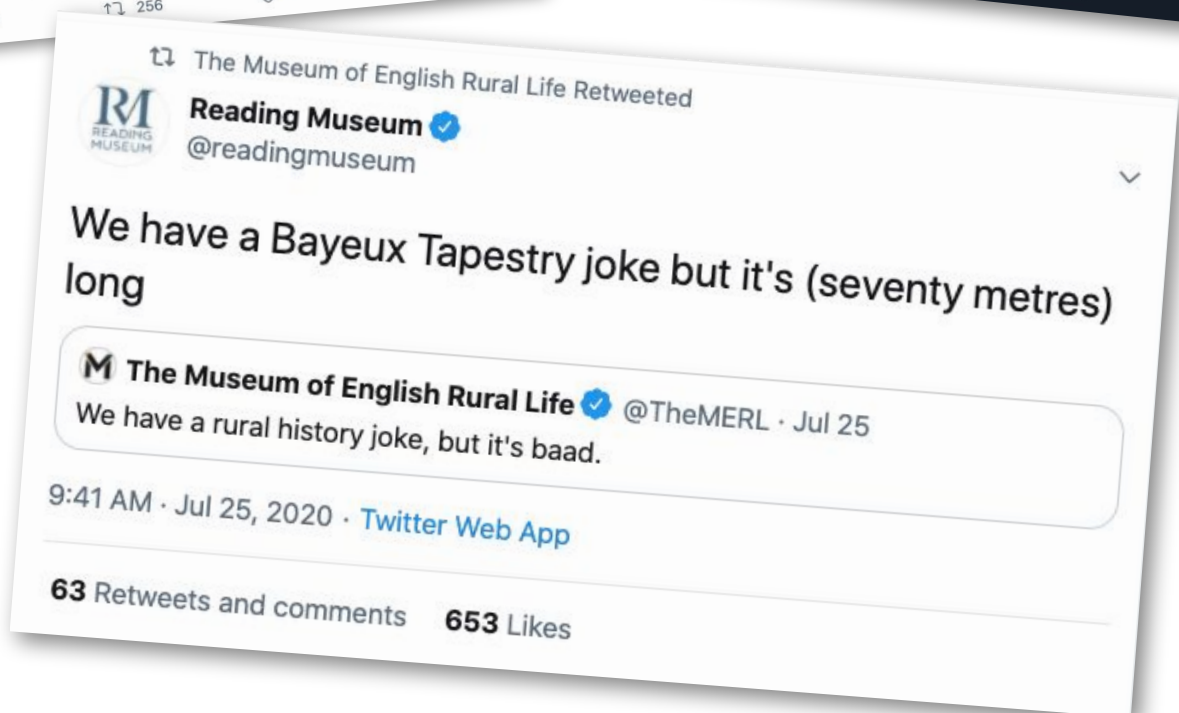 256
The Museum of English Rural Life Retweeted
RM
READING
MUSEUM
Reading Museum
@readingmuseum
We have a Bayeux Tapestry joke but it's (seventy metres)
long
M The Museum of English Rural Life @TheMERL · Jul 25
We have a rural history joke, but it's baad.
9:41 AM · Jul 25, 2020 · Twitter Web App
63 Retweets and comments 653 Likes